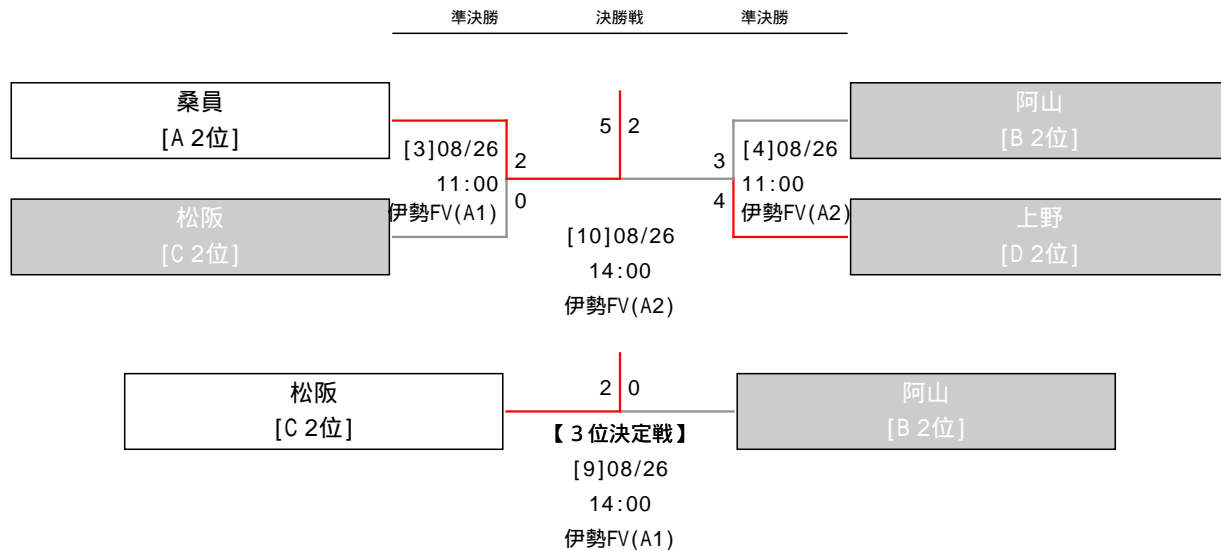 準決勝 決勝戦 準決勝
桑員
[A 2位]
阿山
[B 2位]
5 2
[3]08/26
2
3
[4]08/26
11:00
11:00
0
4
伊勢FV(A1)
伊勢FV(A2)
松阪
[C 2位]
上野
[D 2位]
[10]08/26
14:00
伊勢FV(A2)
松阪
[C 2位]
2 0
阿山
[B 2位]
【３位決定戦】
[9]08/26
14:00
伊勢FV(A1)